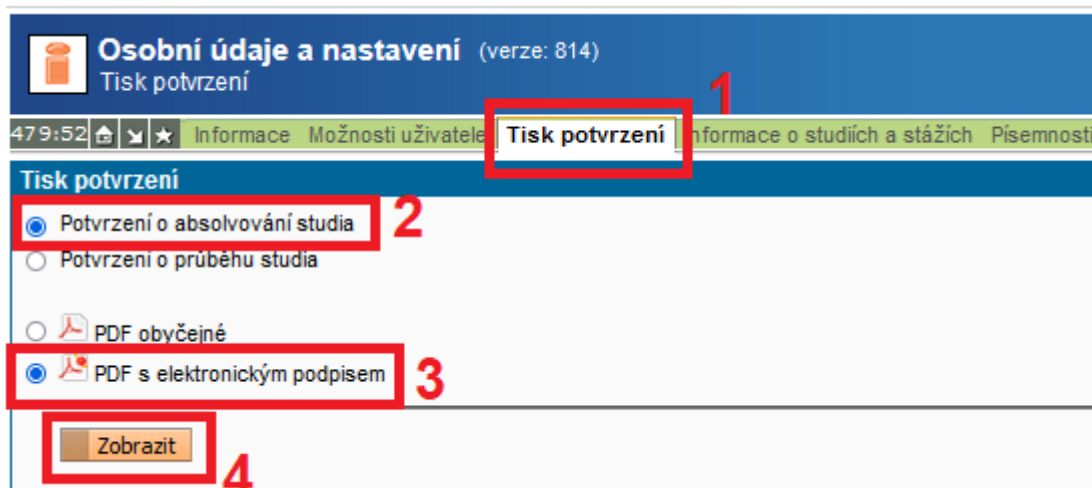 Osobní údaje a nastavení (verze: 814)
Tisk potvrzení
1
479:52 Informace Možnosti uživatele Tisk potvrzení nformace o studiích a stážích Písemnosti
Tisk potvrzení
Potvrzení o absolvování studia 2
Potvrzení o průběhu studia
PDF obyčejné
PDF s elektronickým podpisem 3
Zobrazit
4